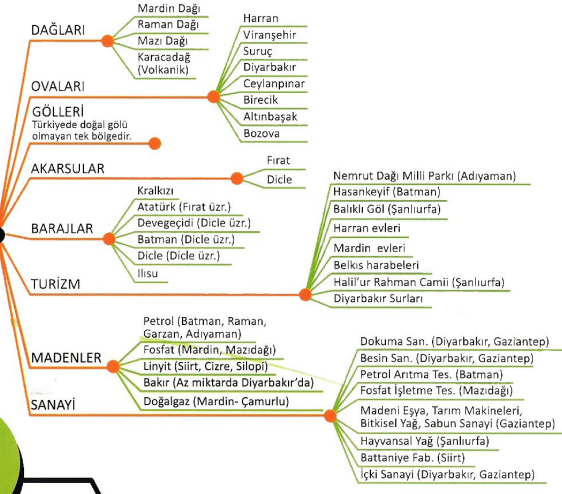 DAĞLARI
Mardin Dağı
Raman Dağı
Mazı Dağı
Karacadağ
(Volkanik)
OVALARI
Harran
Viranşehir
Suruç
Diyarbakır
Ceylanpınar
Birecik
Altınbaşak
Bozova
GÖLLERİ
Türkiyede doğal gölü
olmayan tek bölgedir.
AKARSULAR
Fırat
Dicle
BARAJLAR
Kralkızı
Atatürk (Fırat üzr.)
Devegeçidi (Dicle üzr.)
Batman (Dicle üzr.)
Dicle (Dicle üzr.)
Ilısu
TURİZM
Nemrut Dağı Milli Parkı (Adıyaman)
Hasankeyif (Batman)
Balıklı Göl (Şanlıurfa)
Harran evleri
Mardin evleri
Belkıs harabeleri
Halil'ur Rahman Camii (Şanlıurfa)
Diyarbakır Surları
MADENLER
Petrol (Batman, Raman,
Garzan, Adıyaman)
Fosfat (Mardin, Mazıdağı)
Linyit (Siirt, Cizre, Silopi)
Bakır (Az miktarda Diyarbakır'da)
Doğalgaz (Mardin- Çamurlu)
SANAYİ
Dokuma San. (Diyarbakır, Gaziantep)
Besin San. (Diyarbakır, Gaziantep)
Petrol Arıtma Tes. (Batman)
Fosfat İşletme Tes. (Mazıdağı)
Madeni Eşya, Tarım Makineleri,
Bitkisel Yağ, Sabun Sanayi (Gaziantep)
Hayvansal Yağ (Şanlıurfa)
Battaniye Fab. (Siirt)
İçki Sanayi (Diyarbakır, Gaziantep)